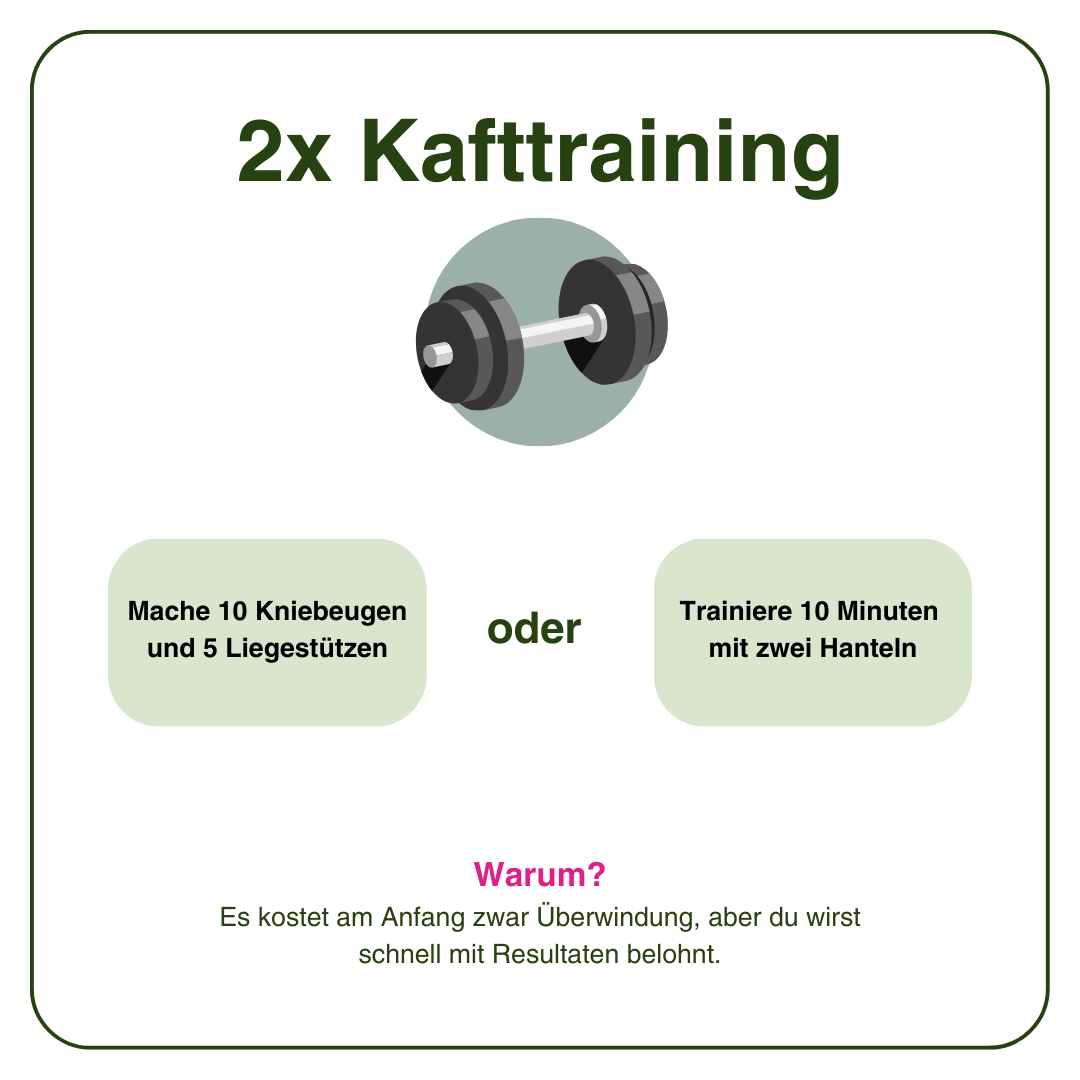 2x Kafttraining
Mache 10 Kniebeugen
und 5 Liegestützen
oder
Trainiere 10 Minuten
mit zwei Hanteln
Warum?
Es kostet am Anfang zwar Überwindung, aber du wirst
schnell mit Resultaten belohnt.